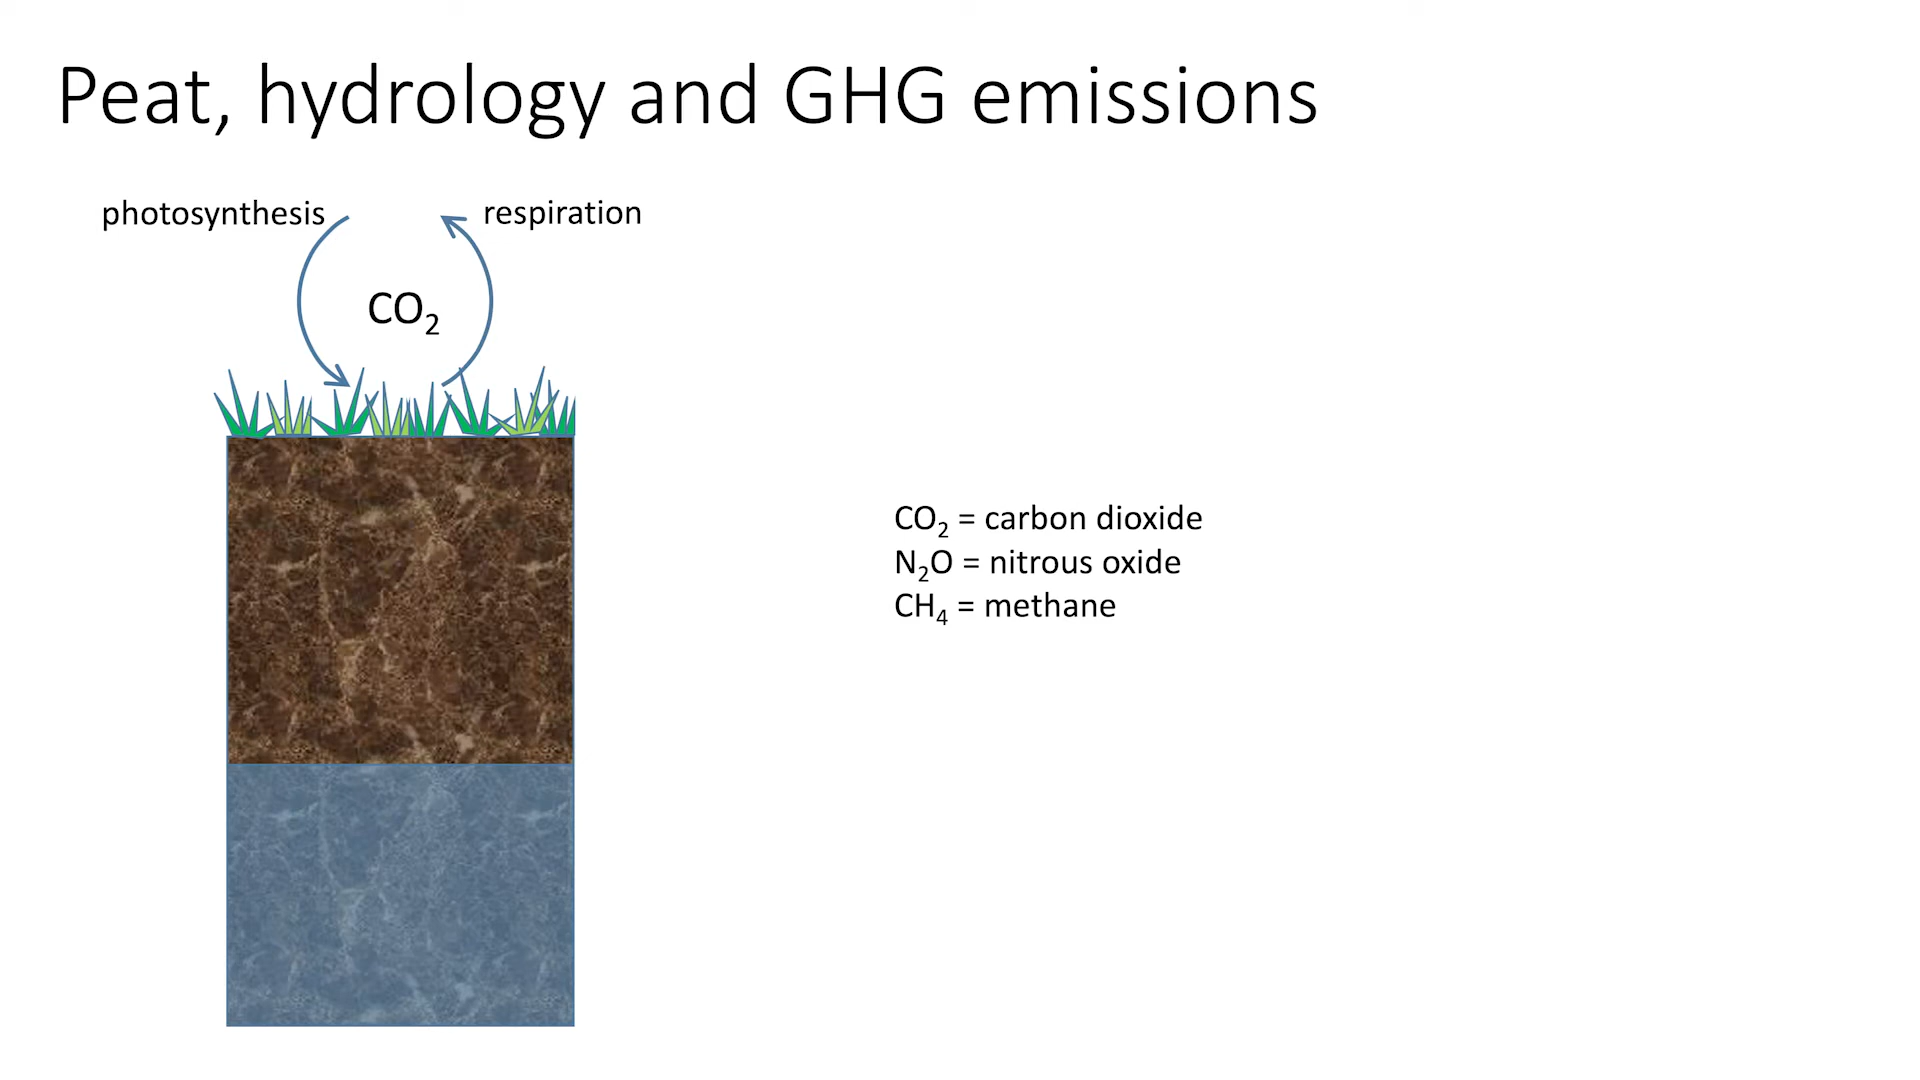 Peat, hydrology and GHG emissions
photosynthesis
respiration
CO₂
CO₂ = carbon dioxide
N₂O = nitrous oxide
CH₄ = methane